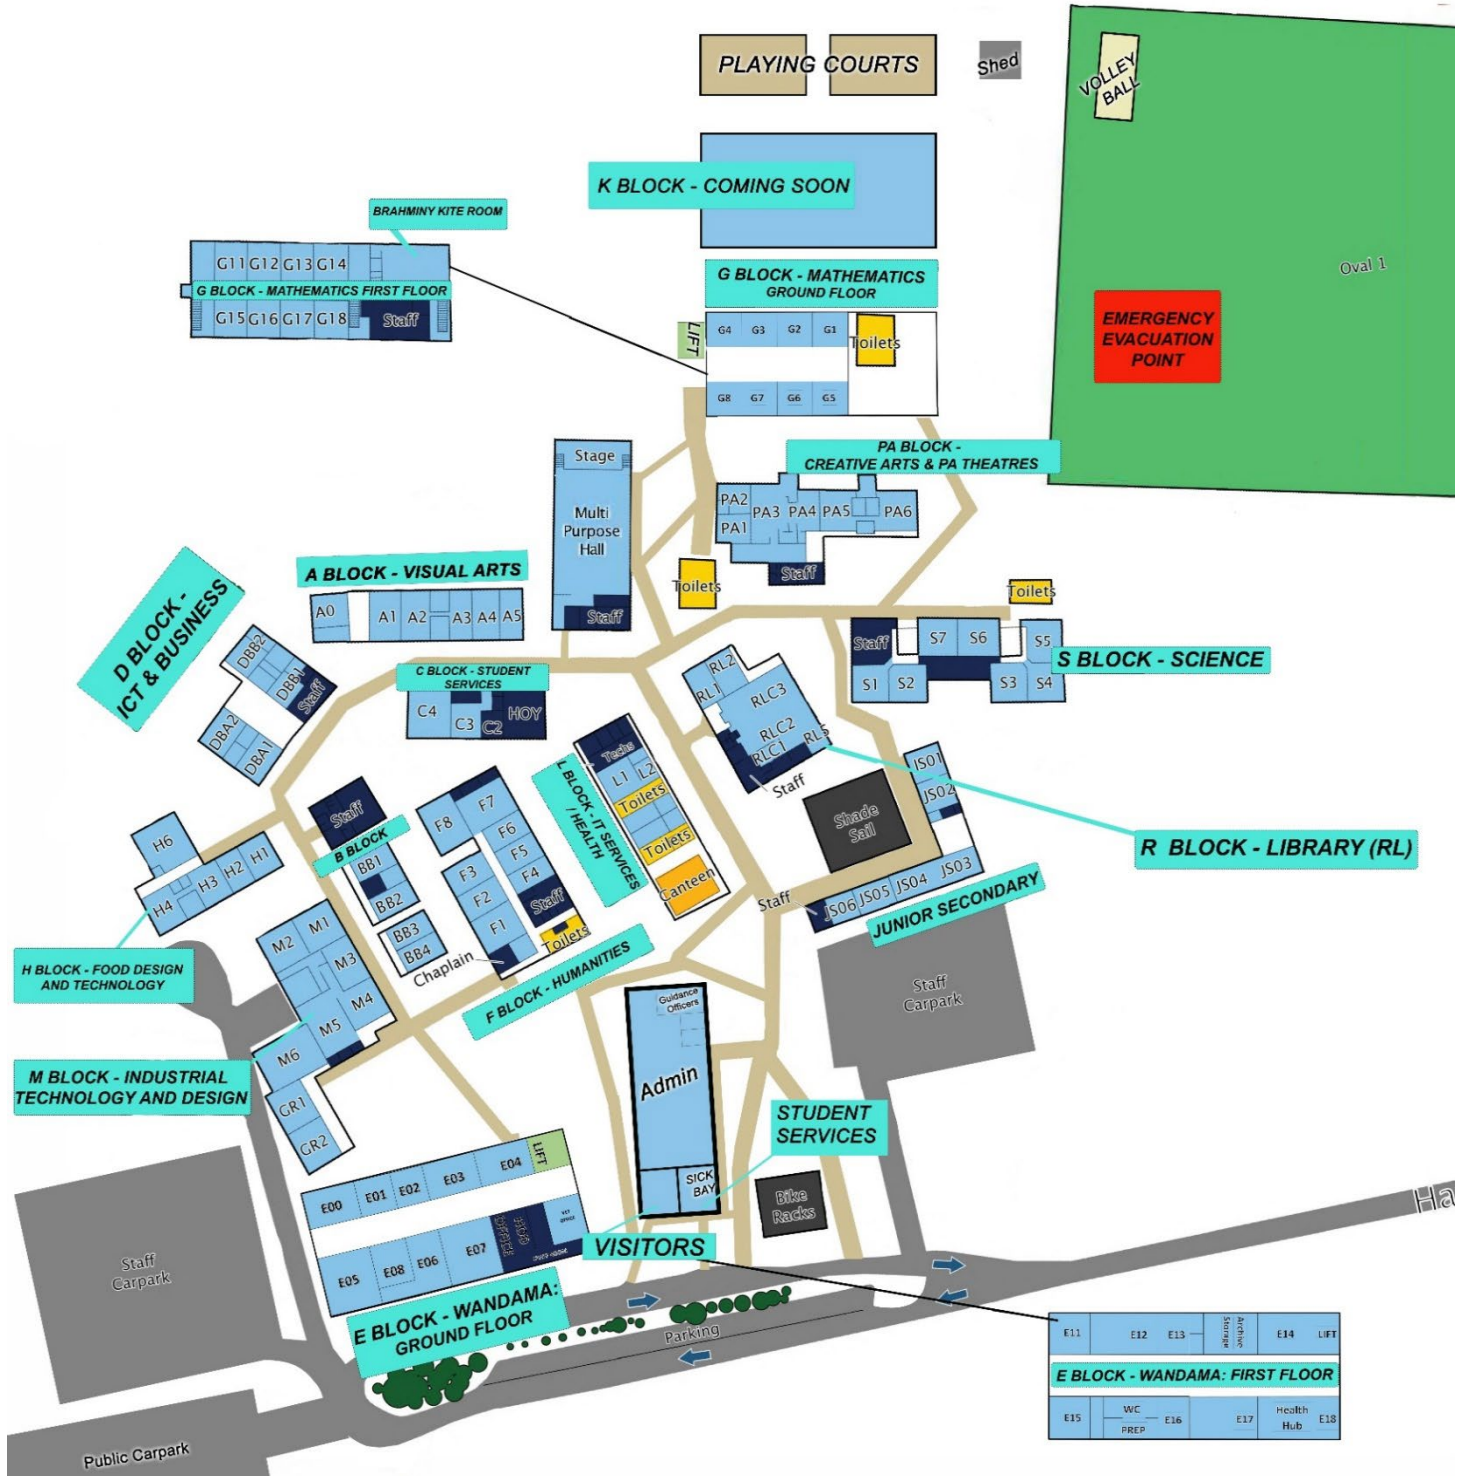 PLAYING COURTS
Shed
VOLLEY
BALL
K BLOCK - COMING SOON
BRAHMINY KITE ROOM
G11 G12 G13 G14
G BLOCK - MATHEMATICS FIRST FLOOR
G15 G16 G17 G18
Staff
G BLOCK - MATHEMATICS
GROUND FLOOR
Oval 1
EMERGENCY
EVACUATION
POINT
LIFT
G4 G3 G2 G1
Toilets
G8 G7 G6 G5
PA BLOCK -
CREATIVE ARTS & PA THEATRES
Stage
Multi
Purpose
Hall
Staff
PA2
PA1
PA3
PA4
PA5
PA6
Staff
Toilets
Toilets
A BLOCK - VISUAL ARTS
A0 A1 A2 A3 A4 A5
D BLOCK -
ICT & BUSINESS
DBB2
DBB1
Staff
DBA2
DBA1
C BLOCK - STUDENT
SERVICES
C4
C3
C2
HOY
RL2
RL1
RLC3
RLC2
RLC1
RL5
Staff
Staff
S7
S6
S5
S1
S2
S3
S4
S BLOCK - SCIENCE
Techs
L1
L2
Toilets
Toilets
Canteen
L BLOCK - IT SERVICES
/ HEALTH
Shade
Sail
JS01
JS02
JS03
JS04
JS05
JS06
Staff
JUNIOR SECONDARY
R BLOCK - LIBRARY (RL)
Staff
B BLOCK
BB1
BB2
BB3
BB4
F8
F7
F6
F5
F4
F3
F2
F1
Staff
Toilets
Chaplain
F BLOCK - HUMANITIES
H6
H1
H2
H3
H4
H BLOCK - FOOD DESIGN
AND TECHNOLOGY
M1
M2
M3
M4
M5
M6
GR1
GR2
M BLOCK - INDUSTRIAL
TECHNOLOGY AND DESIGN
Guidance
Officers
Admin
SICK
BAY
STUDENT
SERVICES
VISITORS
Bike
Racks
Staff
Carpark
Staff
Carpark
Public Carpark
E00
E01
E02
E03
E04
LIFT
E05
E08
E06
E07
E BLOCK - WANDAMA:
GROUND FLOOR
Parking
Ha
E11 E12 E13
Archive
Storage
E14 LIFT
E BLOCK - WANDAMA: FIRST FLOOR
E15
WC
PREP
E16
E17
Health
Hub
E18